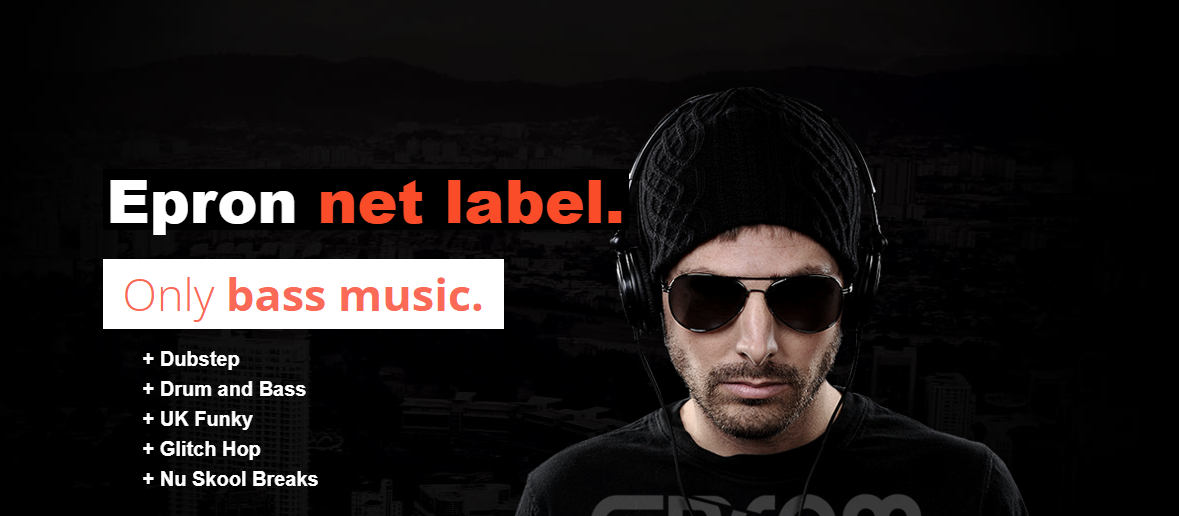 Epron net label.
Only bass music.
+ Dubstep
+ Drum and Bass
+ UK Funky
+ Glitch Hop
+ Nu Skool Breaks